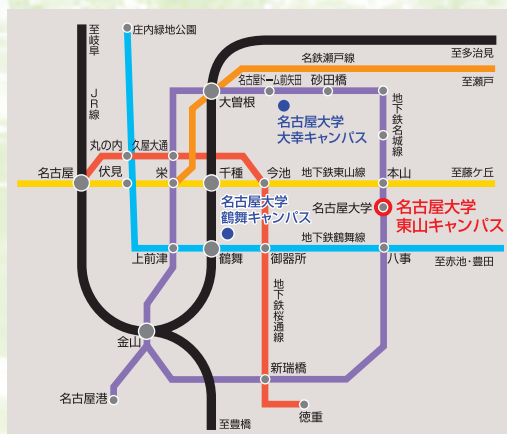 至岐阜
庄内緑地公園
至多治見
名鉄瀬戸線
至瀬戸
JR線
名古屋ドーム前矢田
砂田橋
大曽根
地下鉄名城線
名古屋大学
大幸キャンパス
丸の内
久屋大通
名古屋
伏見
栄
千種
今池
地下鉄東山線
本山
至藤ケ丘
名古屋大学
鶴舞キャンパス
名古屋大学
名古屋大学
東山キャンパス
地下鉄鶴舞線
上前津
鶴舞
御器所
八事
至赤池・豊田
地下鉄桜通線
金山
新瑞橋
名古屋港
徳重
至豊橋